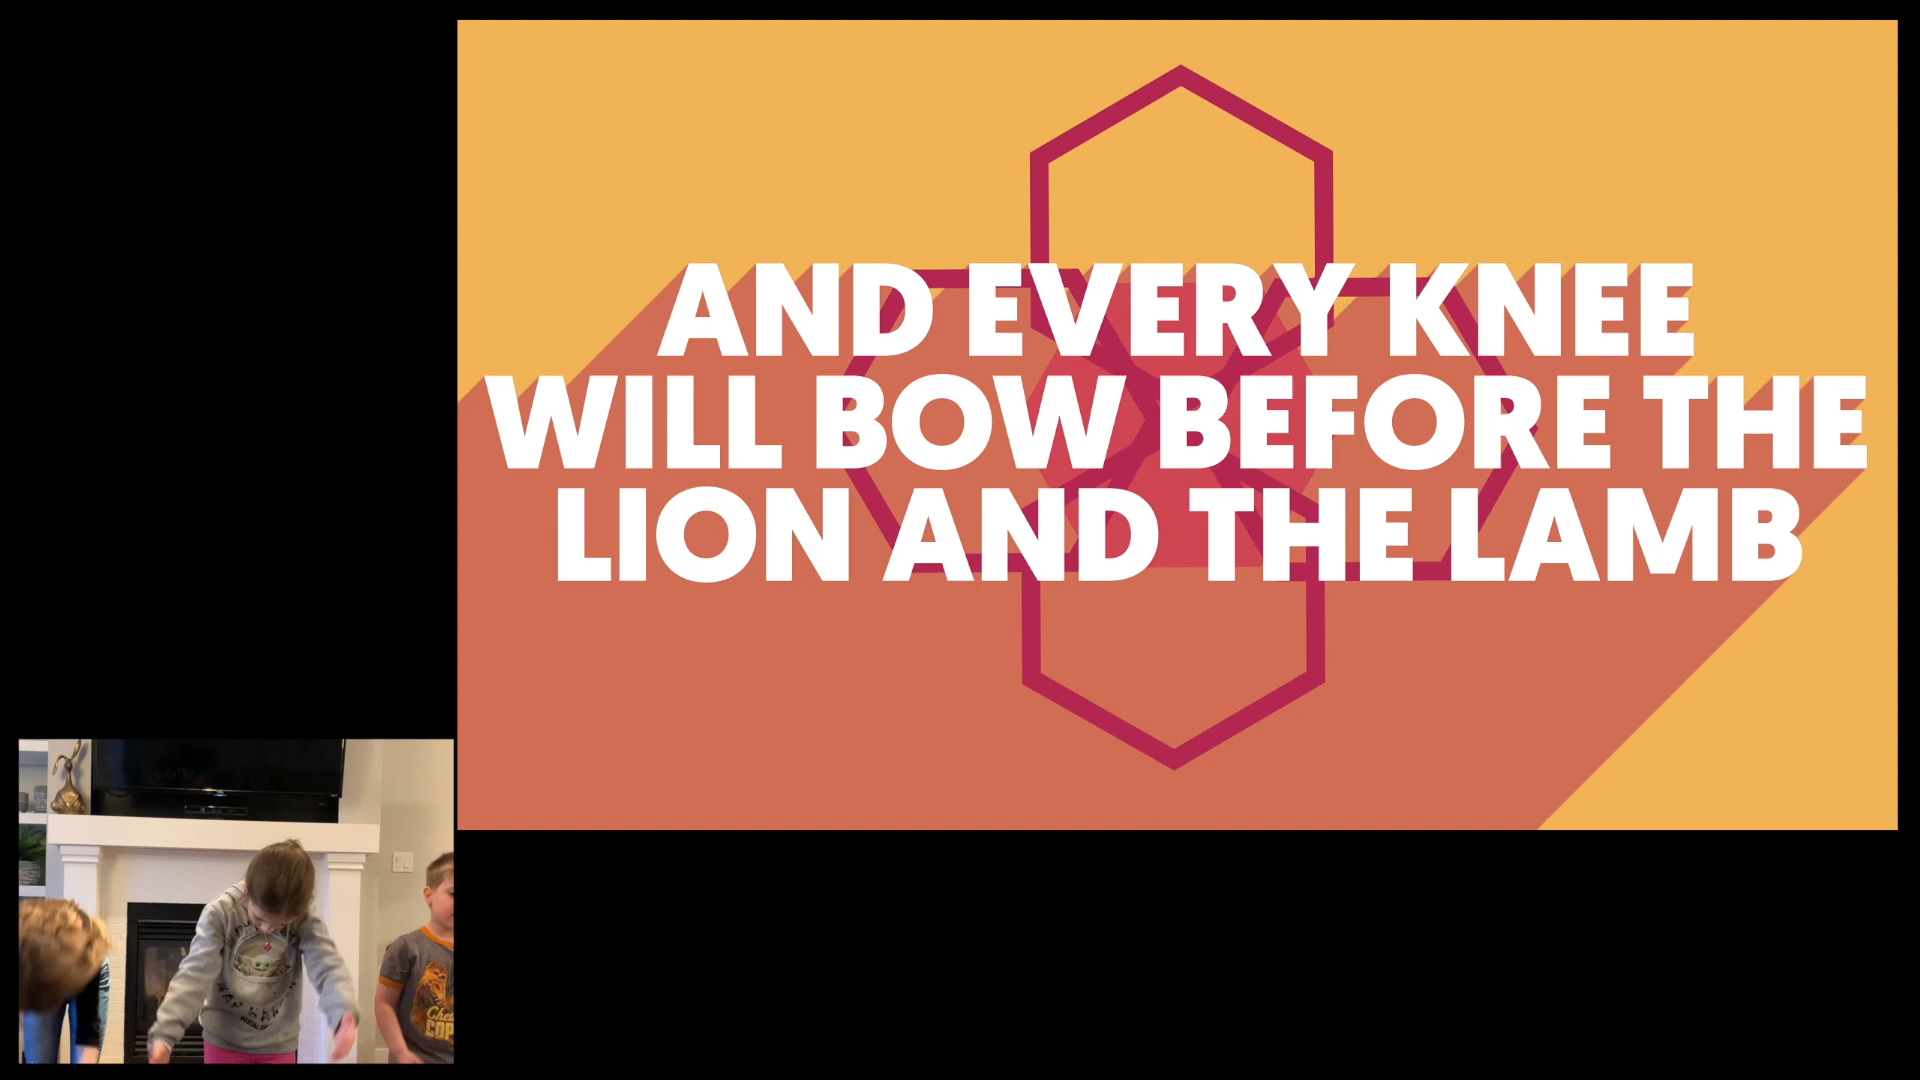 AND EVERY KNEE
WILL BOW BEFORE THE
LION AND THE LAMB